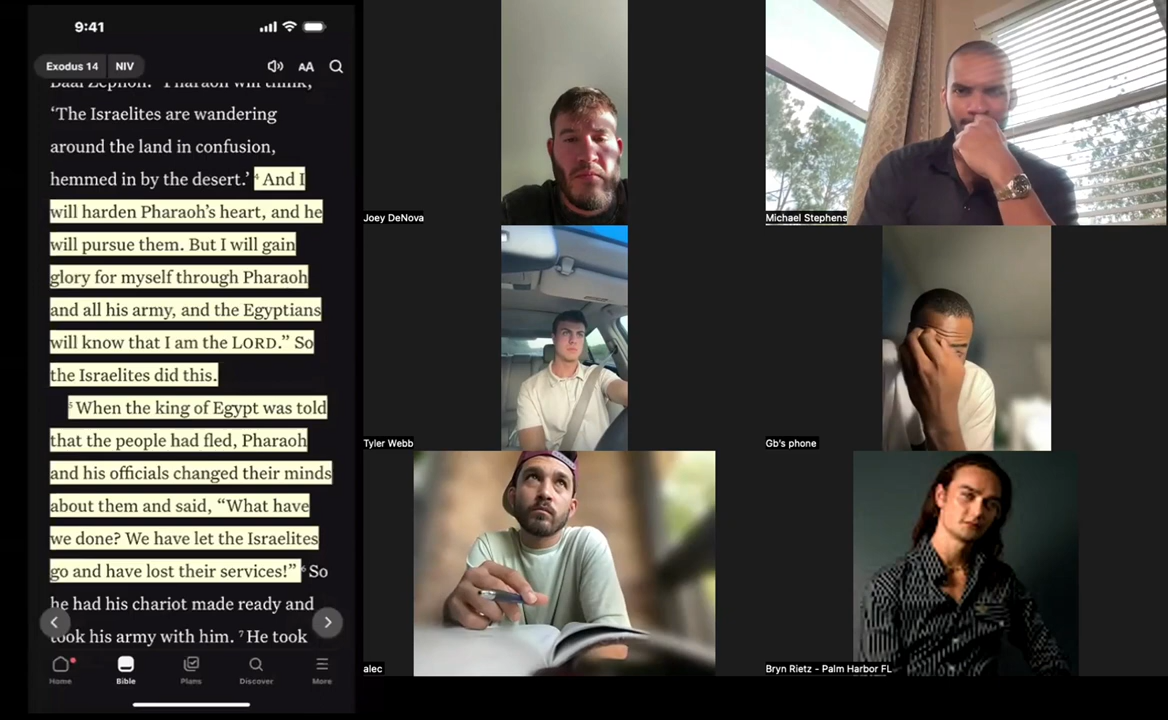 9:41
Exodus 14 NIV AA
Baal Zephon. ³ Pharaoh will think,
‘The Israelites are wandering
around the land in confusion,
hemmed in by the desert.’ ⁴ And I
will harden Pharaoh’s heart, and he
will pursue them. But I will gain
glory for myself through Pharaoh
and all his army, and the Egyptians
will know that I am the LORD.” So
the Israelites did this.
⁵ When the king of Egypt was told
that the people had fled, Pharaoh
and his officials changed their minds
about them and said, “What have
we done? We have let the Israelites
go and have lost their services!” ⁶ So
he had his chariot made ready and
took his army with him. ⁷ He took
Home Bible Plans Discover More
Joey DeNova
Michael Stephens
Tyler Webb
Gb's phone
alec
Bryn Rietz - Palm Harbor FL